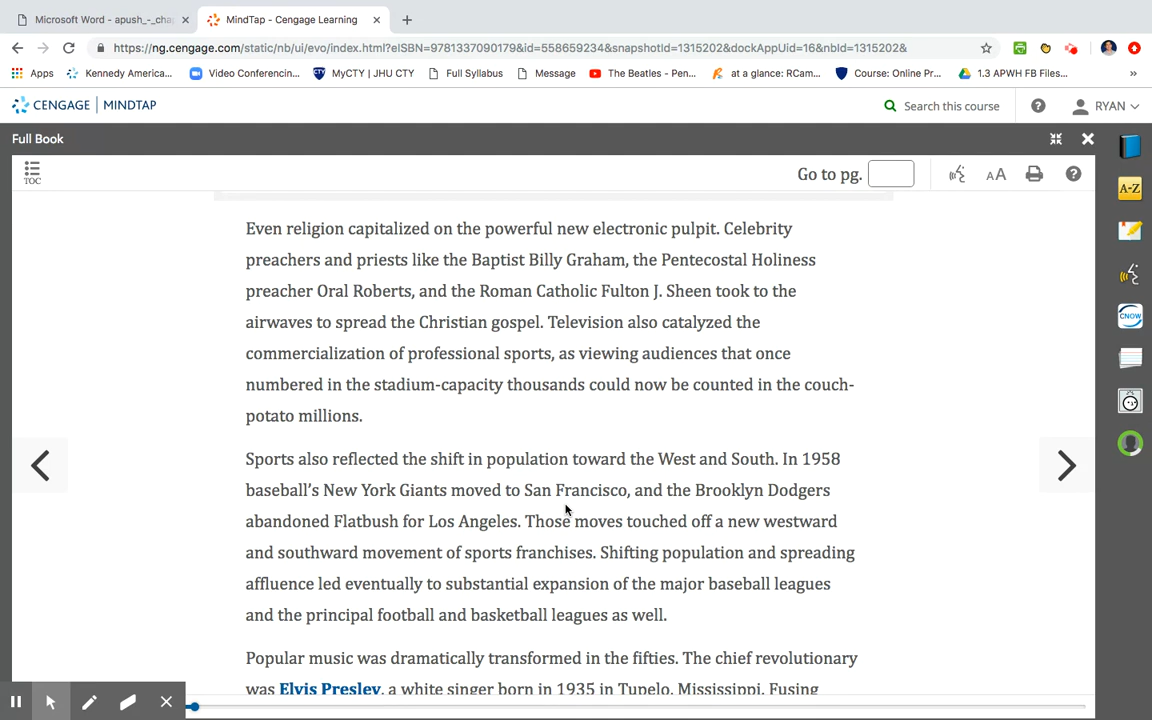 Microsoft Word - apush_-_cha
MindTap - Cengage Learning
https://ng.cengage.com/static/nb/ui/evo/index.html?eISBN=9781337090179&id=558659234&snapshotId=1315202&dockAppUid=16&nbId=1315202&
Apps Kennedy America... Video Conferencin... CTY MyCTY | JHU CTY Full Syllabus Message The Beatles - Pen... at a glance: RCam... Course: Online Pr... 1.3 APWH FB Files... »
CENGAGE | MINDTAP Search this course RYAN
Full Book
TOC
Go to pg. AA
A-Z
CNOW
Even religion capitalized on the powerful new electronic pulpit. Celebrity
preachers and priests like the Baptist Billy Graham, the Pentecostal Holiness
preacher Oral Roberts, and the Roman Catholic Fulton J. Sheen took to the
airwaves to spread the Christian gospel. Television also catalyzed the
commercialization of professional sports, as viewing audiences that once
numbered in the stadium-capacity thousands could now be counted in the couch-
potato millions.
Sports also reflected the shift in population toward the West and South. In 1958
baseball's New York Giants moved to San Francisco, and the Brooklyn Dodgers
abandoned Flatbush for Los Angeles. Those moves touched off a new westward
and southward movement of sports franchises. Shifting population and spreading
affluence led eventually to substantial expansion of the major baseball leagues
and the principal football and basketball leagues as well.
Popular music was dramatically transformed in the fifties. The chief revolutionary
was Elvis Presley, a white singer born in 1935 in Tupelo, Mississippi. Fusing